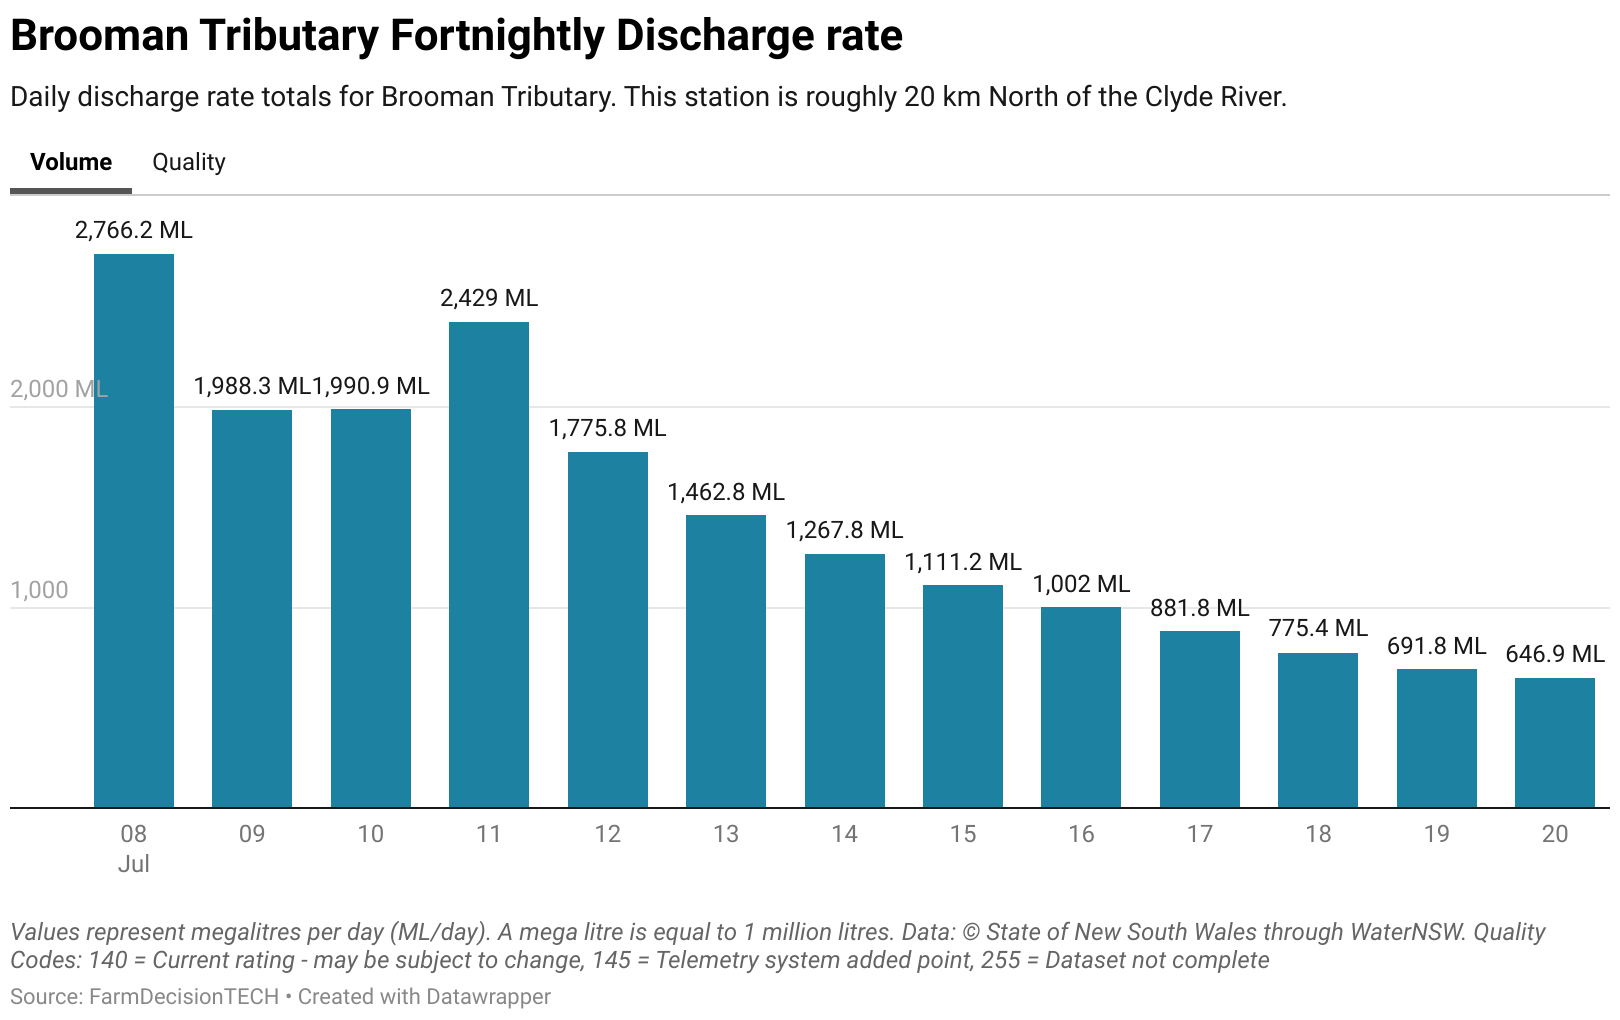 Brooman Tributary Fortnightly Discharge rate
Daily discharge rate totals for Brooman Tributary. This station is roughly 20 km North of the Clyde River.
Volume Quality
2,766.2 ML
2,429 ML
2,000 ML 1,988.3 ML 1,990.9 ML
1,775.8 ML
1,462.8 ML
1,267.8 ML
1,111.2 ML
1,000 1,002 ML
881.8 ML
775.4 ML
691.8 ML
646.9 ML
08 09 10 11 12 13 14 15 16 17 18 19 20
Jul
Values represent megalitres per day (ML/day). A mega litre is equal to 1 million litres. Data: © State of New South Wales through WaterNSW. Quality
Codes: 140 = Current rating - may be subject to change, 145 = Telemetry system added point, 255 = Dataset not complete
Source: FarmDecisionTECH • Created with Datawrapper